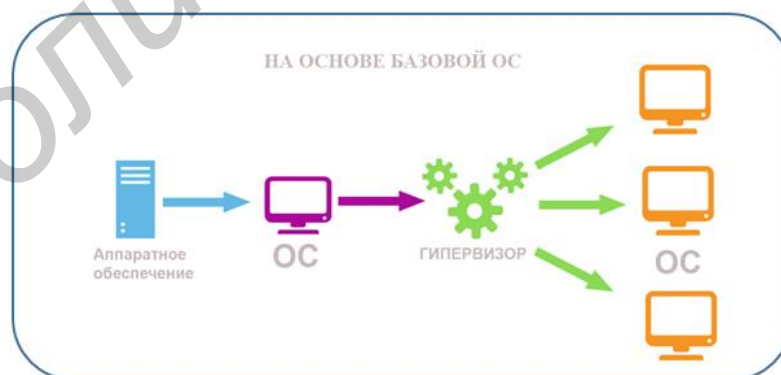 НА ОСНОВЕ БАЗОВОЙ ОС
Аппаратное
обеспечение
ОС
ГИПЕРВИЗОР
ОС